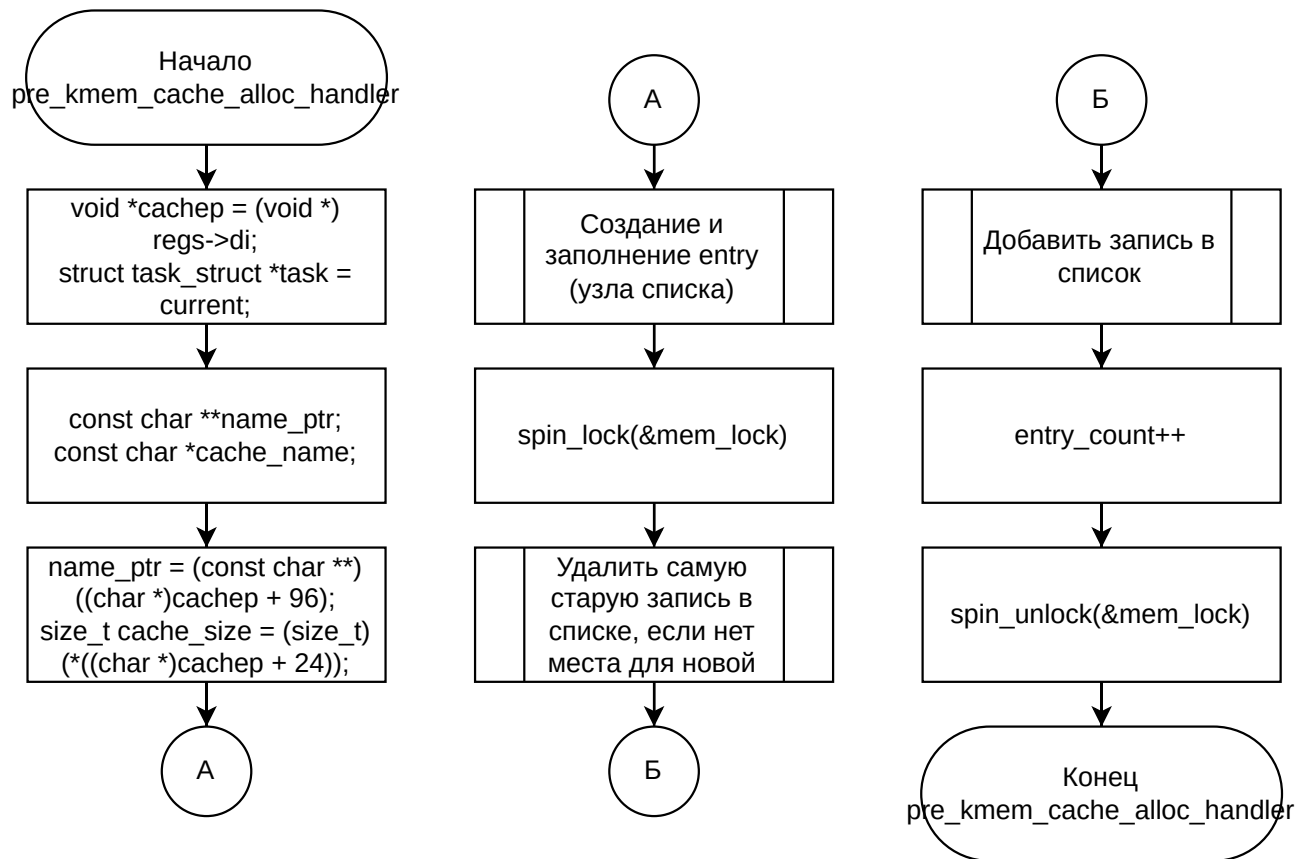 Начало
pre_kmem_cache_alloc_handler
void *cachep = (void *)
regs->di;
struct task_struct *task =
current;
const char **name_ptr;
const char *cache_name;
name_ptr = (const char **)
((char *)cachep + 96);
size_t cache_size = (size_t)
(*((char *)cachep + 24));
А
А
Создание и
заполнение entry
(узла списка)
spin_lock(&mem_lock)
Удалить самую
старую запись в
списке, если нет
места для новой
Б
Б
Добавить запись в
список
entry_count++
spin_unlock(&mem_lock)
Конец
pre_kmem_cache_alloc_handler